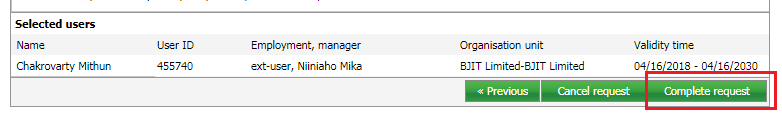 Selected users
Name User ID Employment, manager Organisation unit Validity time
Chakrovarty Mithun 455740 ext-user, Niiniaho Mika BJIT Limited-BJIT Limited 04/16/2018 - 04/16/2030
« Previous Cancel request Complete request